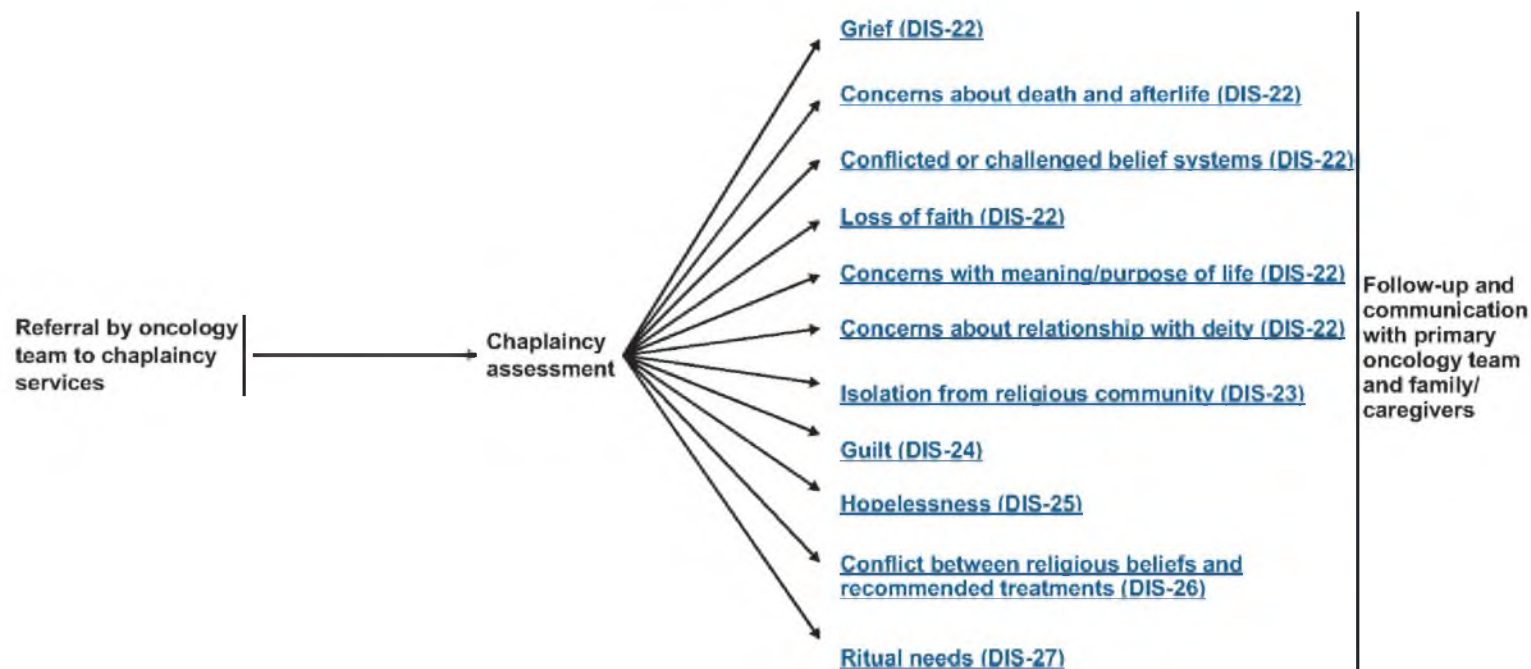 Referral by oncology
team to chaplaincy
services
Chaplaincy
assessment
Grief (DIS-22)
Concerns about death and afterlife (DIS-22)
Conflicted or challenged belief systems (DIS-22)
Loss of faith (DIS-22)
Concerns with meaning/purpose of life (DIS-22)
Concerns about relationship with deity (DIS-22)
Isolation from religious community (DIS-23)
Guilt (DIS-24)
Hopelessness (DIS-25)
Conflict between religious beliefs and
recommended treatments (DIS-26)
Ritual needs (DIS-27)
Follow-up and
communication
with primary
oncology team
and family/
caregivers